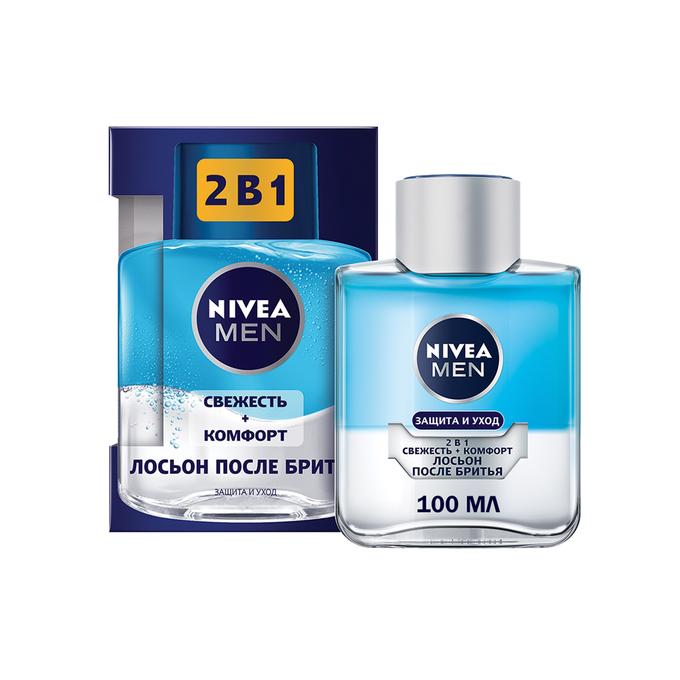 2 В 1
NIVEA
MEN
СВЕЖЕСТЬ
+
КОМФОРТ
ЛОСЬОН ПОСЛЕ БРИТ
ЗАЩИТА И УХОД
NIVEA
MEN
ЗАЩИТА И УХОД
2 В 1
СВЕЖЕСТЬ + КОМФОРТ
ЛОСЬОН
ПОСЛЕ БРИТЬЯ
100 МЛ